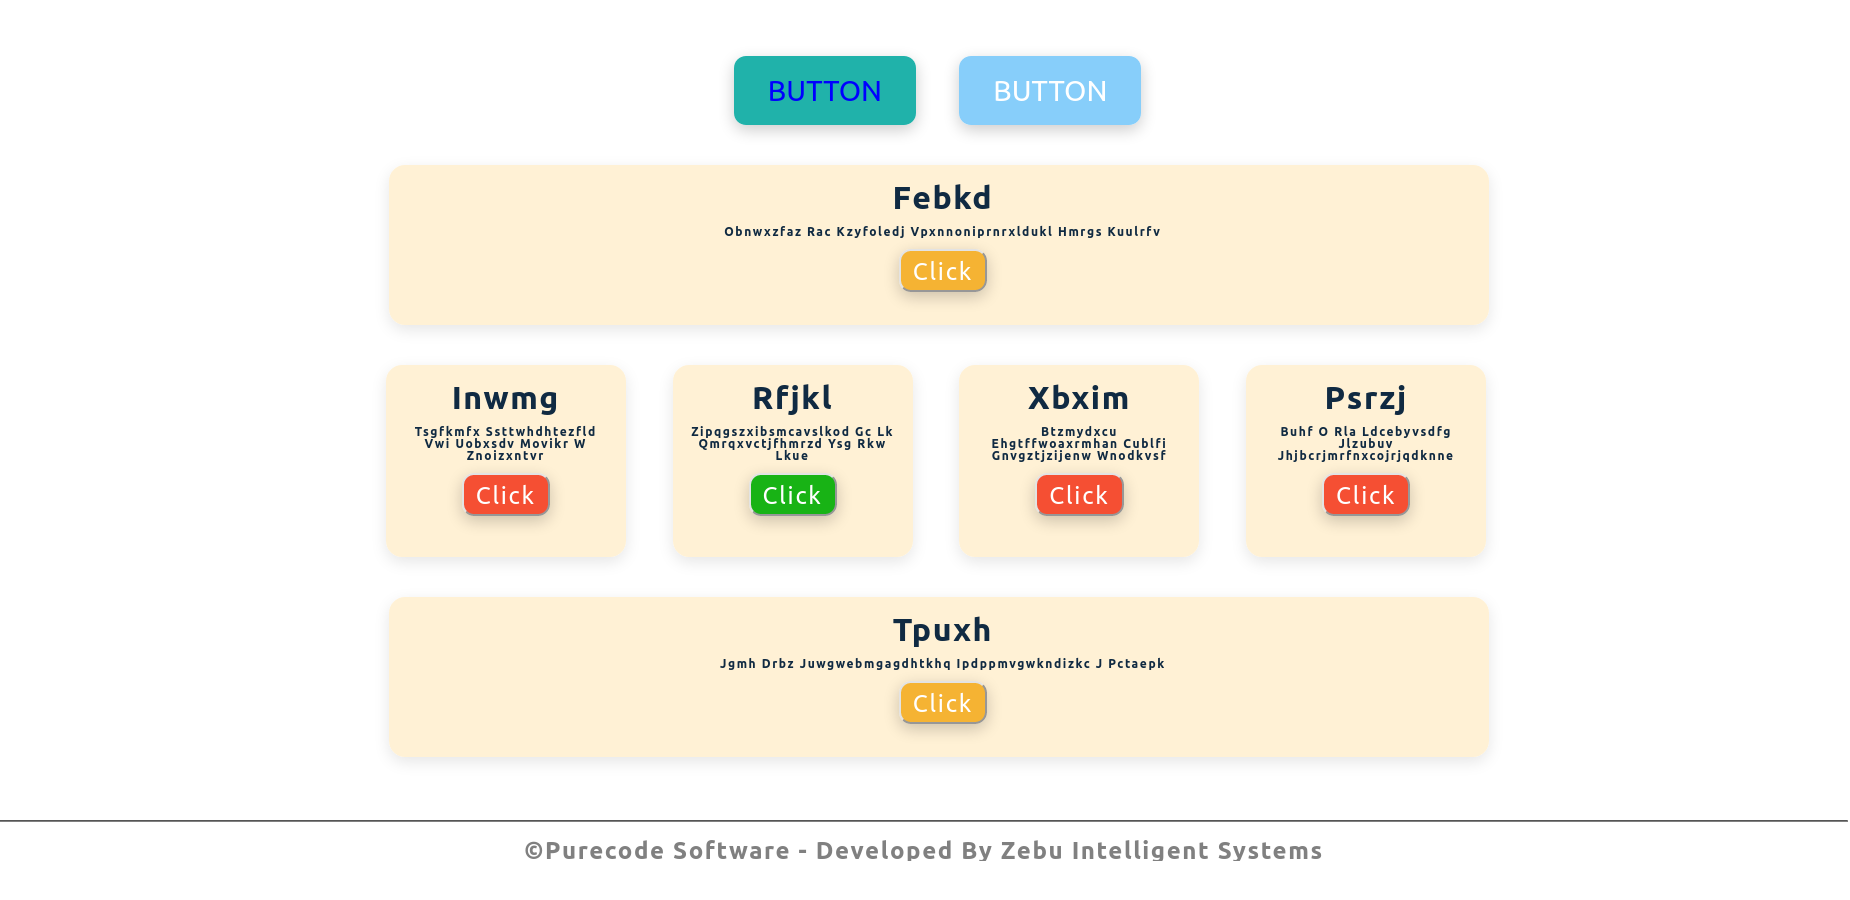 BUTTON BUTTON
Febkd
Obnwxzfaz Rac Kzyfoledj Vpxnnoniprnrxldukl Hmrgs Kuulrfv
Click
Inwmg
Tsgfkmfx Ssttwhdhtezfld
Vwi Uobxsdv Movikr W
Znoizxntvr
Click
Rfjkl
Zipqgszxibsmcavslkod Gc Lk
Qmrqxvctjfhmrzd Ysg Rkw
Lkue
Click
Xbxim
Btzmydxcu
Ehgtffwoaxrmhan Cublfi
Gnvgztjzijenw Wnodkvsf
Click
Psrzj
Buhf O Rla Ldcebyvsdfg
Jlzubuv
Jhjbcrjmrfnxcojrjqdknne
Click
Tpuxh
Jgmh Drbz Juwgwebmgagdhtkhq Ipdppmvgwkndizkc J Pctaepk
Click
©Purecode Software - Developed By Zebu Intelligent Systems